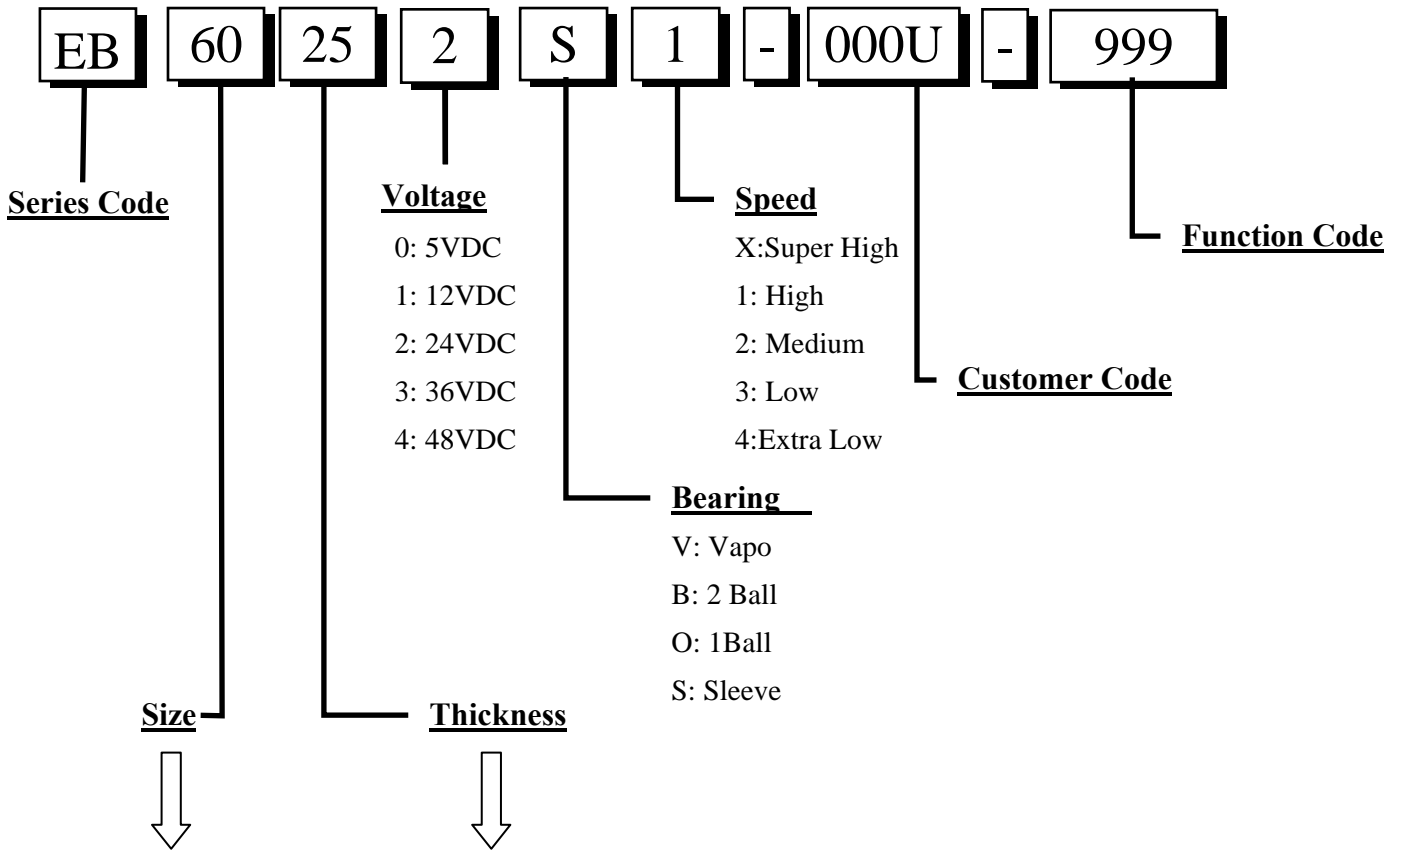 EB 60 25 2 S 1 - 000U - 999
Series Code
Voltage
0: 5VDC
1: 12VDC
2: 24VDC
3: 36VDC
4: 48VDC
Speed
X:Super High
1: High
2: Medium
3: Low
4:Extra Low
Function Code
Customer Code
Bearing
V: Vapo
B: 2 Ball
O: 1Ball
S: Sleeve
Size
Thickness